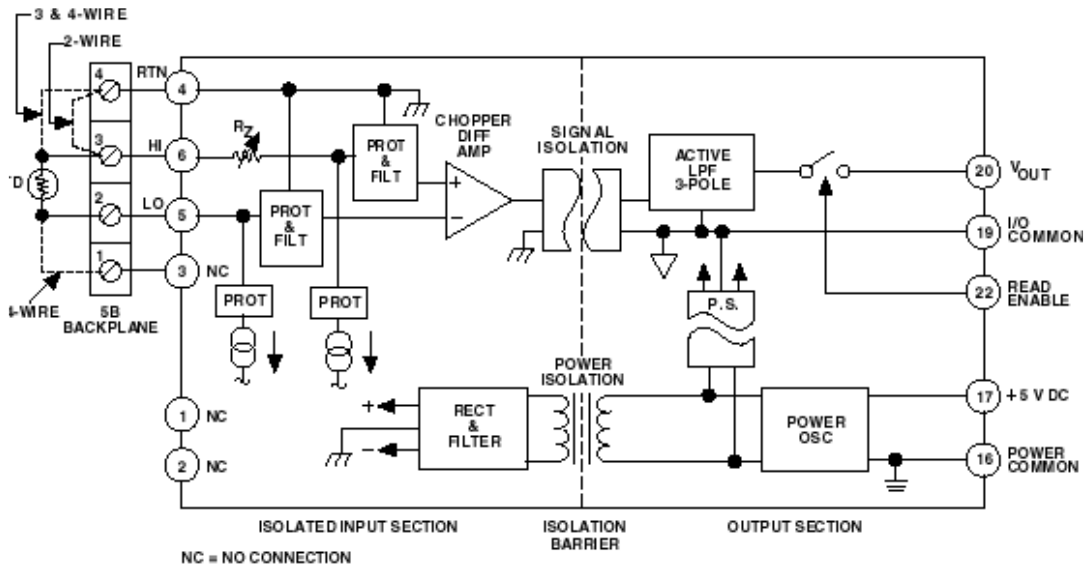 3 & 4-WIRE
2-WIRE
4
RTN
4
3
HI
6
RZ
2
LO
5
1
3
NC
4-WIRE
5B
BACKPLANE
PROT
& FILT
PROT
&
FILT
PROT
PROT
CHOPPER
DIFF
AMP
+
−
SIGNAL
ISOLATION
ACTIVE
LPF
3-POLE
20
VOUT
19
I/O
COMMON
22
READ
ENABLE
P.S.
POWER
ISOLATION
1
NC
2
NC
+
−
RECT
&
FILTER
POWER
OSC
17
+5 V DC
16
POWER
COMMON
ISOLATED INPUT SECTION
ISOLATION
BARRIER
OUTPUT SECTION
NC = NO CONNECTION